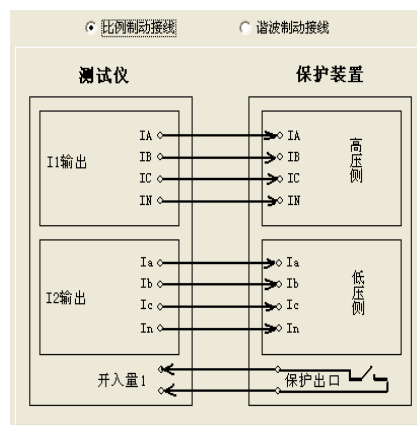 比例制动接线 谐波制动接线
测试仪 保护装置
IA IA
IB IB
I1输出 高压侧
IC IC
IN IN
Ia Ia
Ib Ib
I2输出 低压侧
Ic Ic
In In
开入量1 保护出口